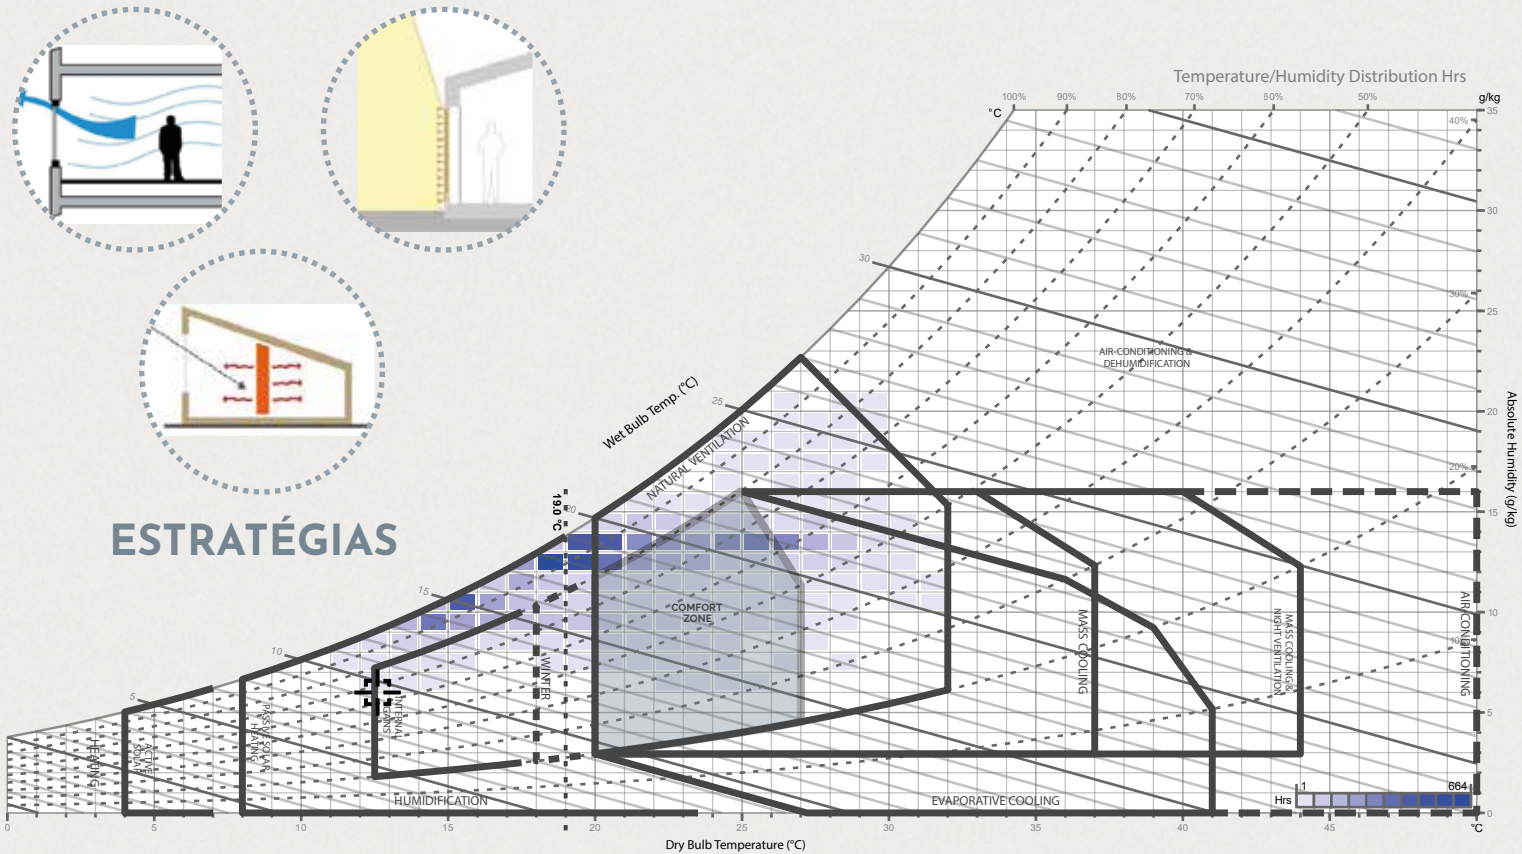 Temperature/Humidity Distribution Hrs
°C
100%
90%
80%
70%
60%
50%
g/kg
40%
35
30
30%
25
20
20%
15
10
10%
5
0
Absolute Humidity (g/kg)
AIR-CONDITIONING &
DEHUMIDIFICATION
30
25
20
15
10
5
Wet Bulb Temp. (°C)
NATURAL VENTILATION
19.0 °C
ESTRATÉGIAS
COMFORT
ZONE
WINTER
INTERNAL
GAINS
PASSIVE SOLAR
HEATING
ACTIVE
SOLAR
HEATING
MASS COOLING
MASS COOLING &
NIGHT VENTILATION
AIR CONDITIONING
HUMIDIFICATION
EVAPORATIVE COOLING
Hrs
1
664
0
5
10
15
20
25
30
35
40
45
°C
Dry Bulb Temperature (°C)